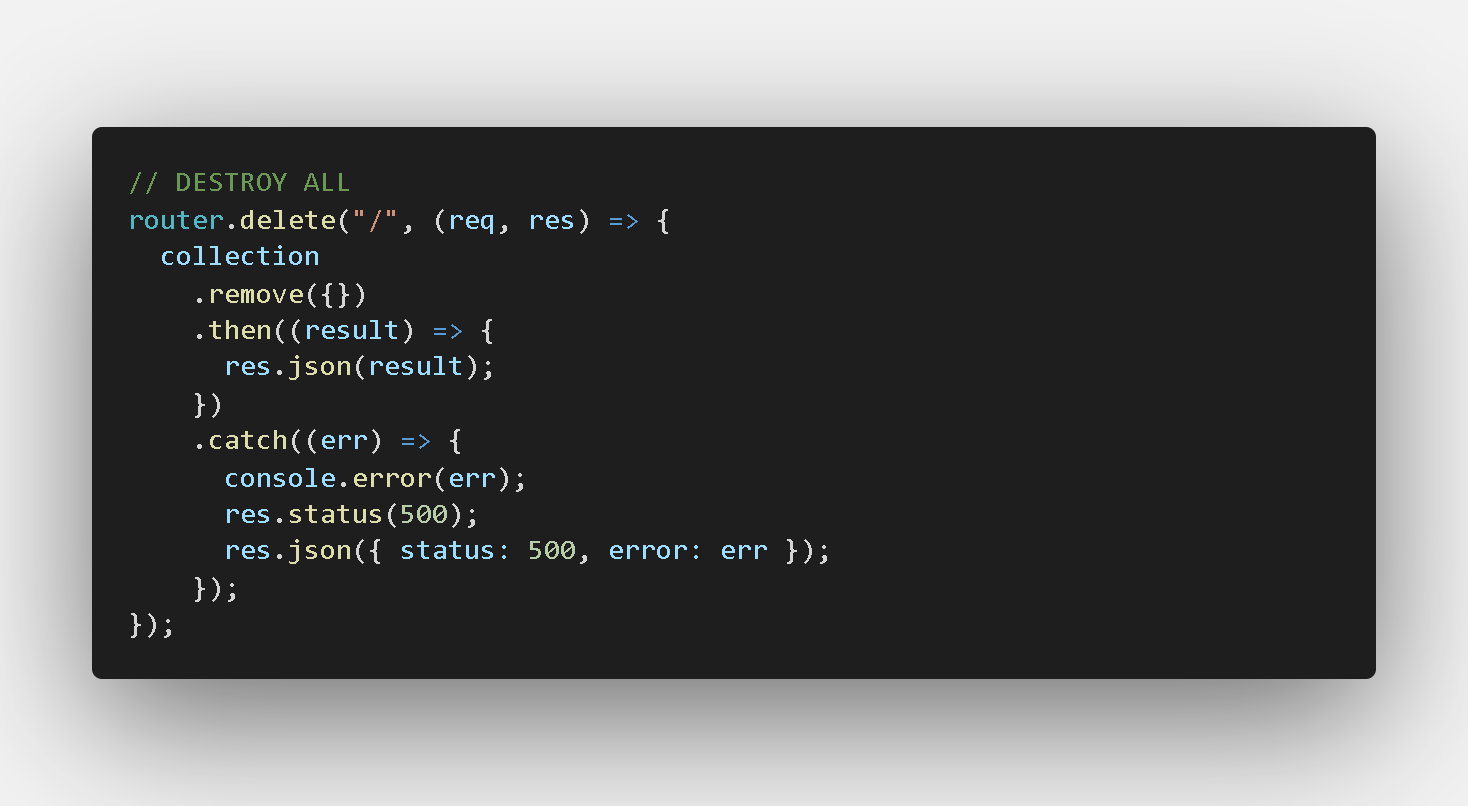 // DESTROY ALL
router.delete("/", (req, res) => {
  collection
    .remove({})
    .then((result) => {
      res.json(result);
    })
    .catch((err) => {
      console.error(err);
      res.status(500);
      res.json({ status: 500, error: err });
    });
});